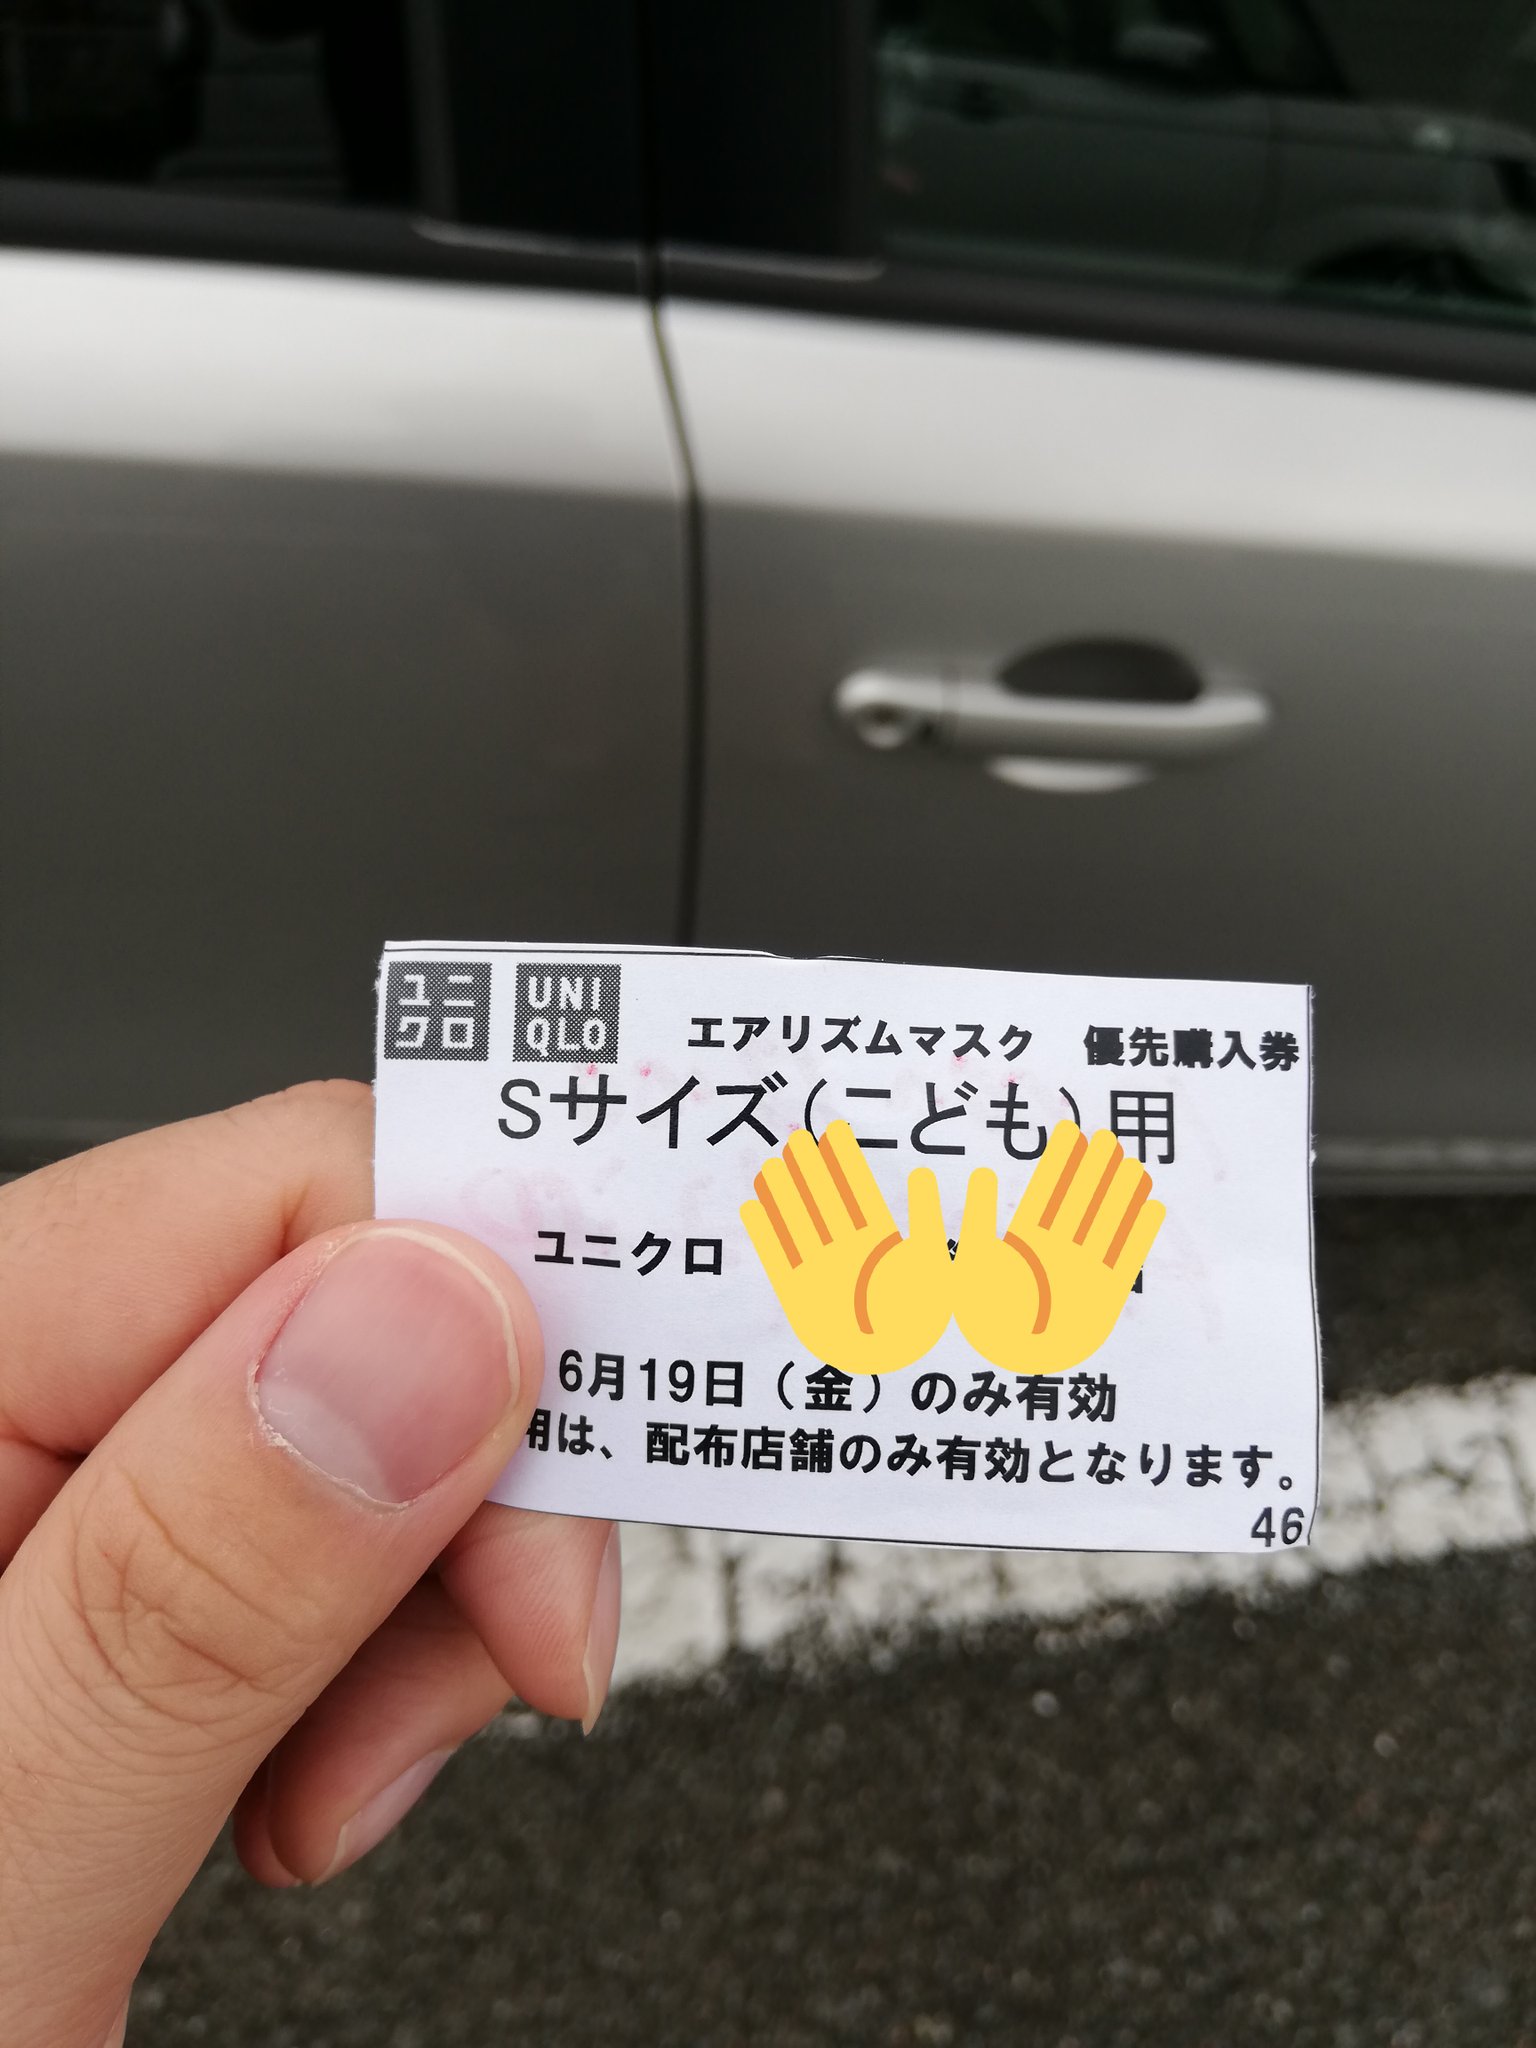 ユニクロ UNIQLO エアリズムマスク 優先購入券
Sサイズ(こども)用
ユニクロ
6月19日(金)のみ有効
用は、配布店舗のみ有効となります。
46